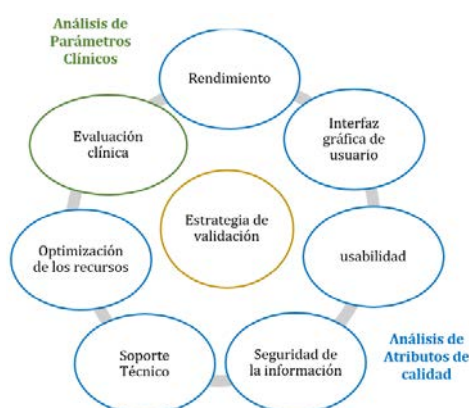 Análisis de
Parámetros
Clínicos
Rendimiento
Interfaz
gráfica de
usuario
Evaluación
clínica
Estrategia de
validación
usabilidad
Optimización
de los recursos
Soporte
Técnico
Seguridad de
la información
Análisis de
Atributos de
calidad